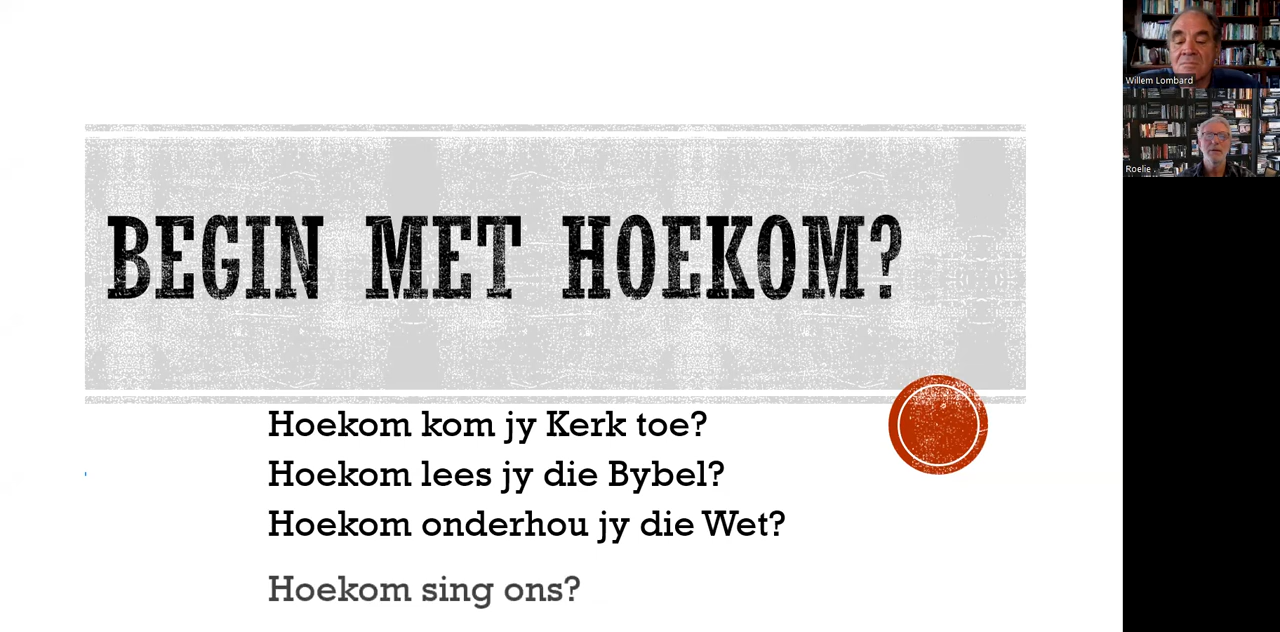 BEGIN MET HOEKOM?
Hoekom kom jy Kerk toe?
Hoekom lees jy die Bybel?
Hoekom onderhou jy die Wet?
Hoekom sing ons?
Willem Lombard
Roelie .